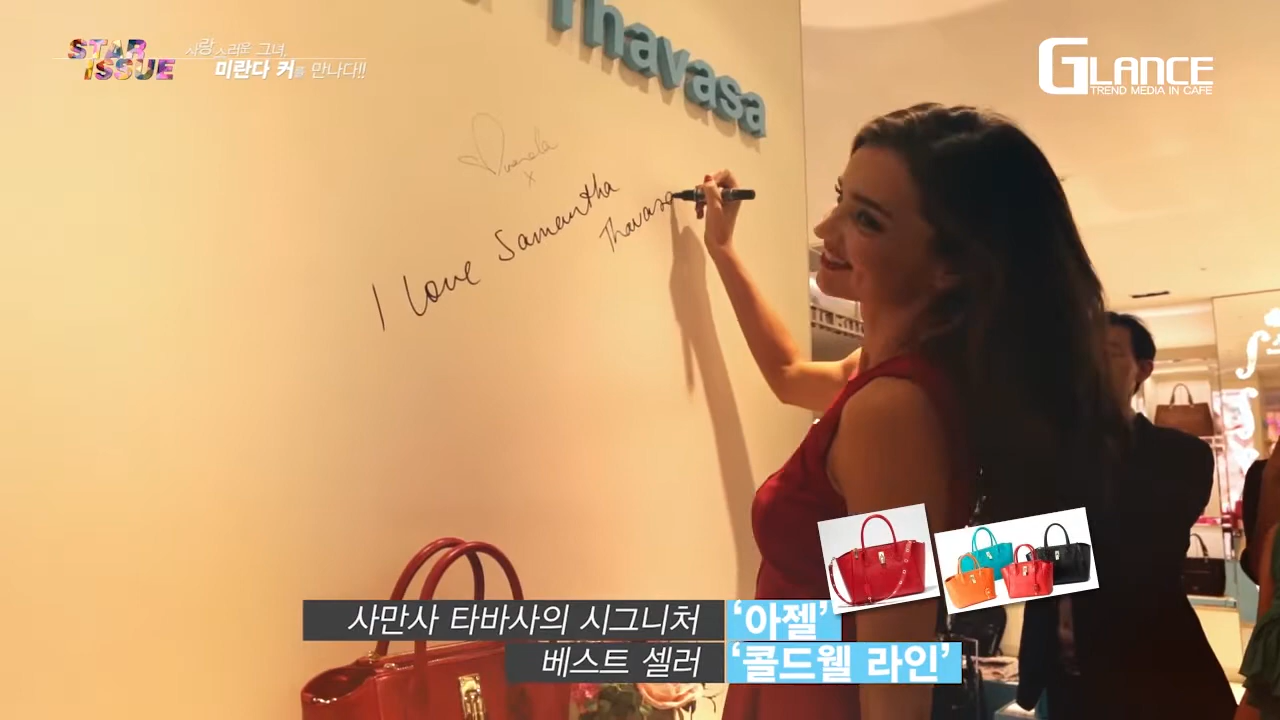 STAR ISSUE
사랑스러운 그녀,
미란다 커를 만나다!!
GLANCE
TREND MEDIA IN CAFE
Thavasa
I love Samantha
Thavasa
사만사 타바사의 시그니처 ‘아젤’
베스트 셀러 ‘콜드웰 라인’